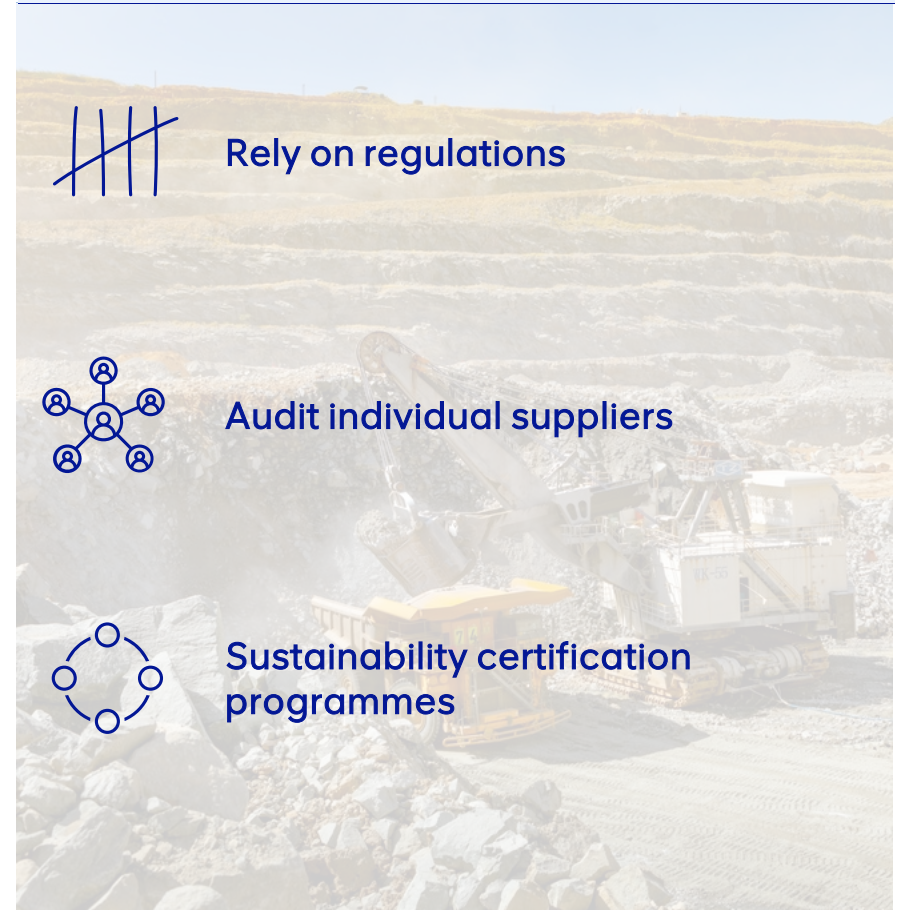 Rely on regulations
Audit individual suppliers
Sustainability certification
programmes